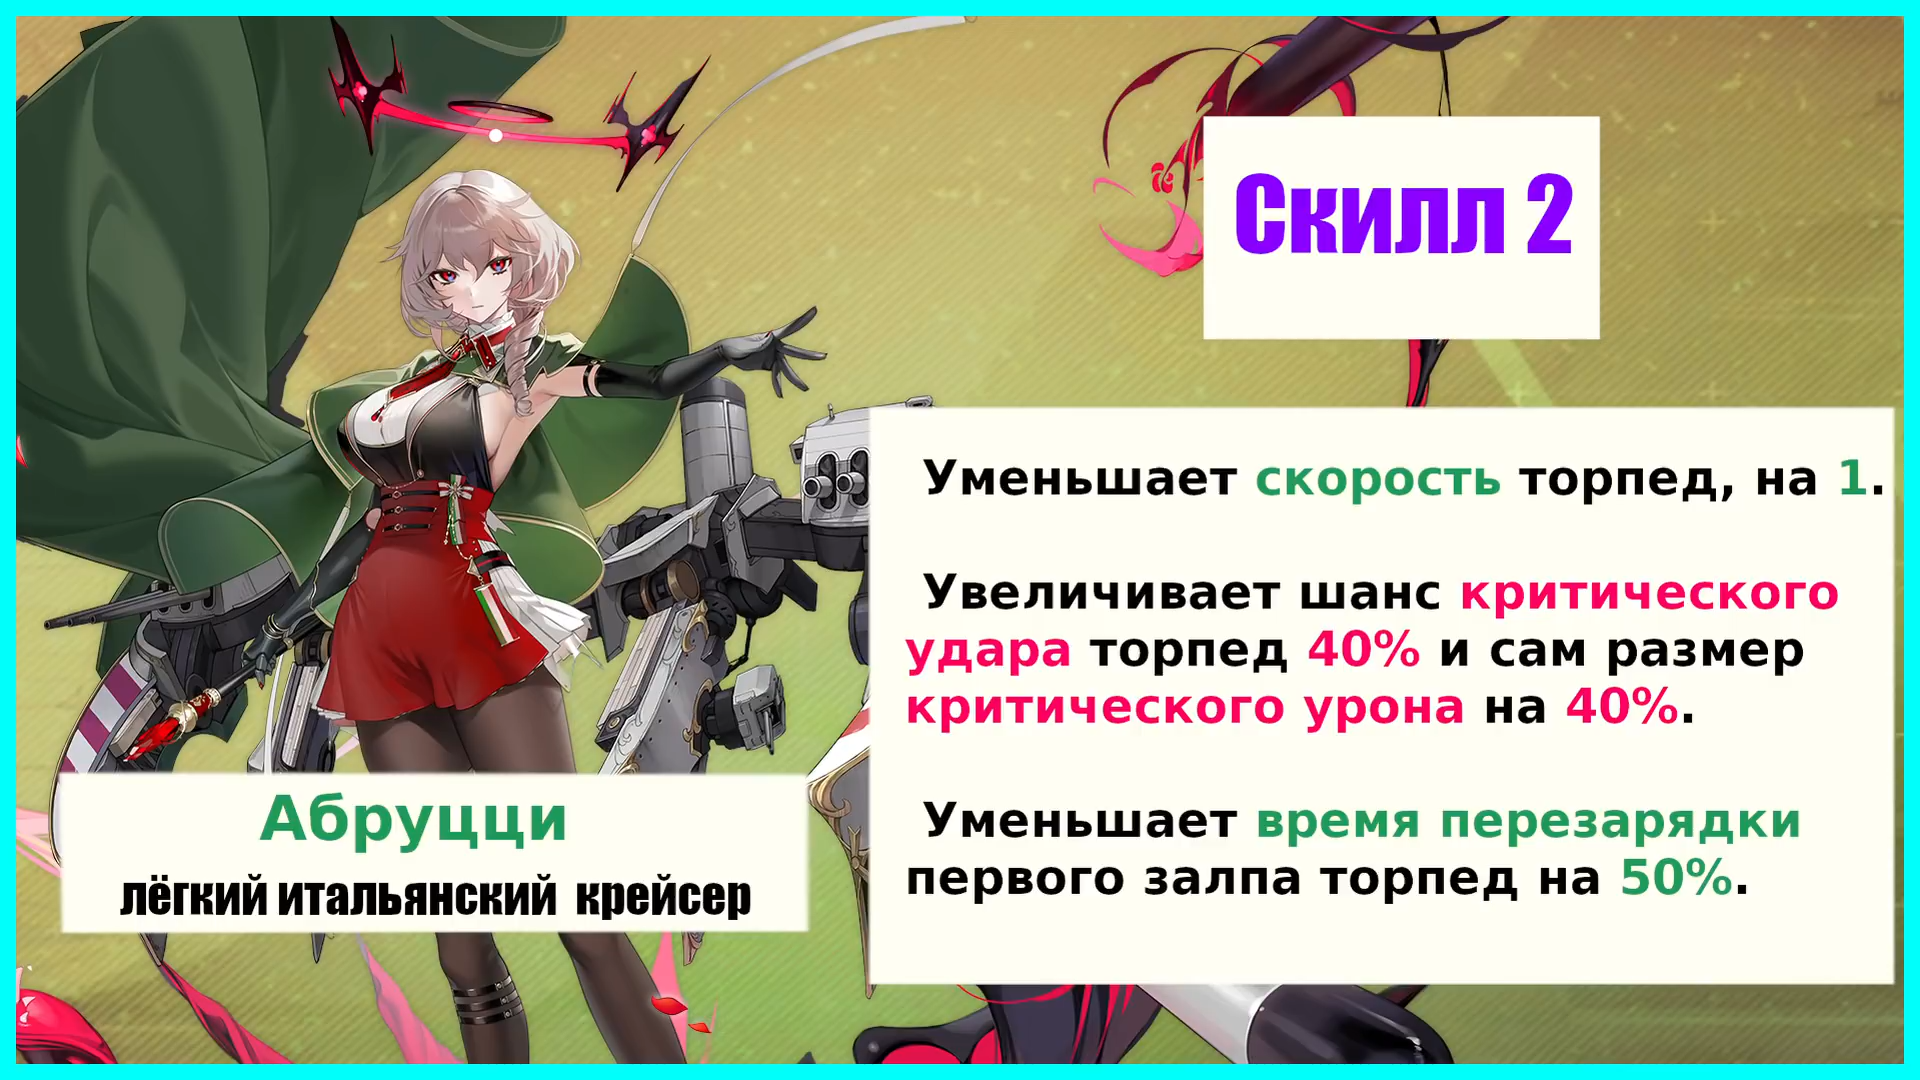 Скилл 2
Уменьшает скорость торпед, на 1.
Увеличивает шанс критического
удара торпед 40% и сам размер
критического урона на 40%.
Уменьшает время перезарядки
первого залпа торпед на 50%.
Абруцци
лёгкий итальянский крейсер